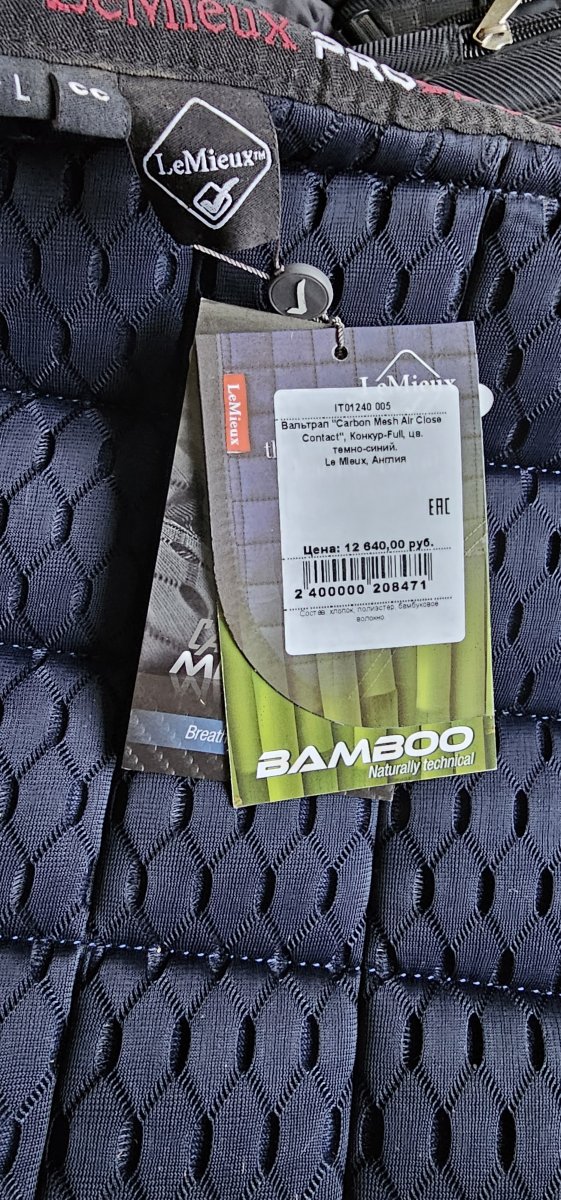 LeMieux PRO
L CC
LeMieux™
LeMieux
LeMieux
IT01240 005
Вальтрап "Carbon Mesh Air Close
Contact", Конкур-Full, цв.
темно-синий.
Le Mieux, Англия
EAC
Цена: 12 640,00 руб.
2 400000 208471
Состав: хлопок, полиэстер, бамбуковое
волокно.
BAMBOO
Naturally technical